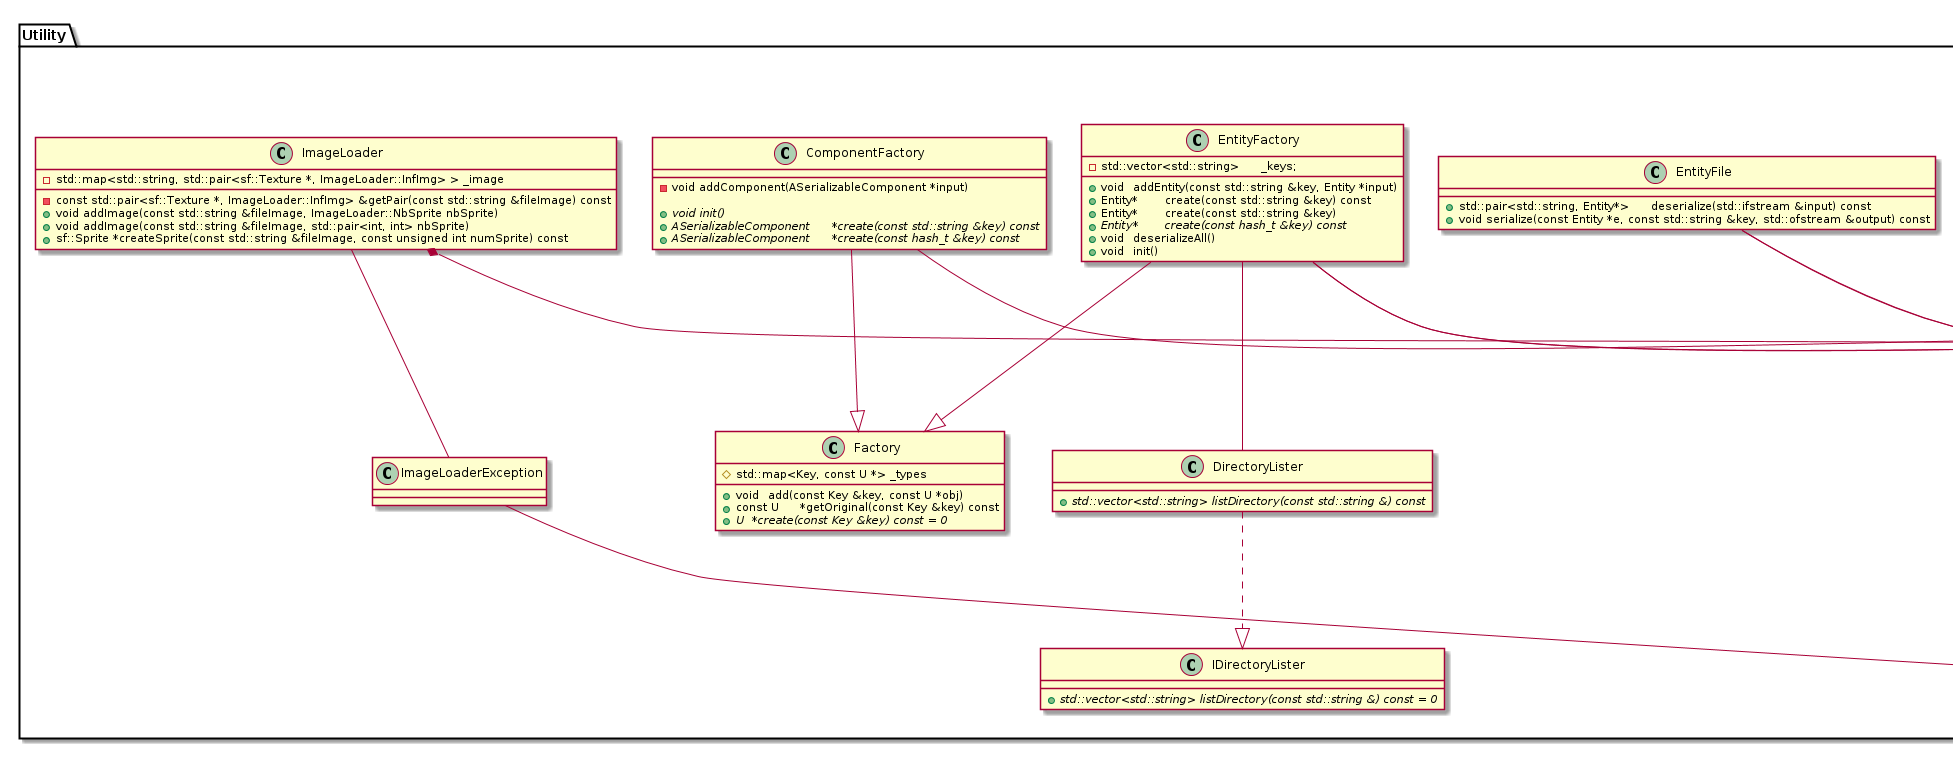 Utility
C ImageLoader
std::map<std::string, std::pair<sf::Texture *, ImageLoader::InfImg> > _image
const std::pair<sf::Texture *, ImageLoader::InfImg> &getPair(const std::string &fileImage) const
void addImage(const std::string &fileImage, ImageLoader::NbSprite nbSprite)
void addImage(const std::string &fileImage, std::pair<int, int> nbSprite)
sf::Sprite *createSprite(const std::string &fileImage, const unsigned int numSprite) const
C ComponentFactory
void addComponent(ASerializableComponent *input)
void init()
ASerializableComponent *create(const std::string &key) const
ASerializableComponent *create(const hash_t &key) const
C EntityFactory
std::vector<std::string> _keys;
void addEntity(const std::string &key, Entity *input)
Entity* create(const std::string &key) const
Entity* create(const std::string &key)
Entity* create(const hash_t &key) const
void deserializeAll()
void init()
C EntityFile
std::pair<std::string, Entity*> deserialize(std::ifstream &input) const
void serialize(const Entity *e, const std::string &key, std::ofstream &output) const
C ImageLoaderException
C Factory
std::map<Key, const U *> _types
void add(const Key &key, const U *obj)
const U *getOriginal(const Key &key) const
U *create(const Key &key) const = 0
C DirectoryLister
std::vector<std::string> listDirectory(const std::string &) const
C IDirectoryLister
std::vector<std::string> listDirectory(const std::string &) const = 0